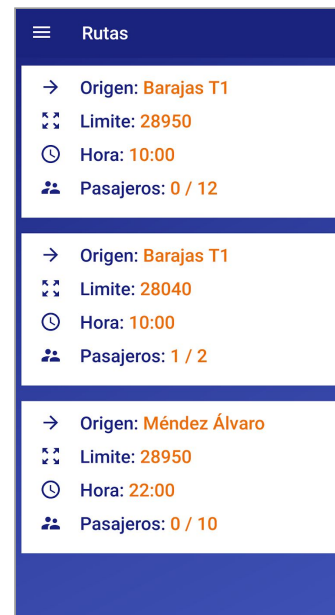 Rutas
Origen: Barajas T1
Limite: 28950
Hora: 10:00
Pasajeros: 0 / 12
Origen: Barajas T1
Limite: 28040
Hora: 10:00
Pasajeros: 1 / 2
Origen: Méndez Álvaro
Limite: 28950
Hora: 22:00
Pasajeros: 0 / 10